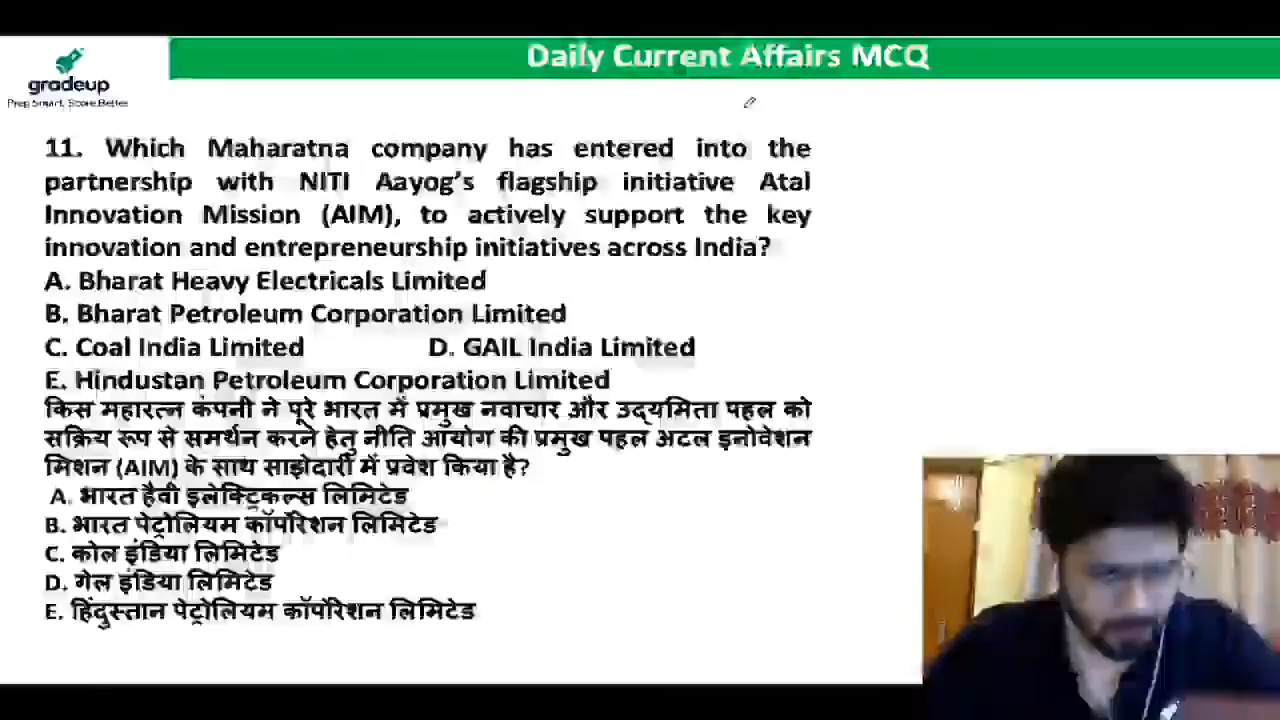 Daily Current Affairs MCQ
gradeup
Prep Smart. Score Better
11. Which Maharatna company has entered into the
partnership with NITI Aayog's flagship initiative Atal
Innovation Mission (AIM), to actively support the key
innovation and entrepreneurship initiatives across India?
A. Bharat Heavy Electricals Limited
B. Bharat Petroleum Corporation Limited
C. Coal India Limited D. GAIL India Limited
E. Hindustan Petroleum Corporation Limited
किस महारत्न कंपनी ने पूरे भारत में प्रमुख नवाचार और उद्यमिता पहल को
सक्रिय रूप से समर्थन करने हेतु नीति आयोग की प्रमुख पहल अटल इनोवेशन
मिशन (AIM) के साथ साझेदारी में प्रवेश किया है?
A. भारत हैवी इलेक्ट्रिकल्स लिमिटेड
B. भारत पेट्रोलियम कॉर्पोरेशन लिमिटेड
C. कोल इंडिया लिमिटेड
D. गेल इंडिया लिमिटेड
E. हिंदुस्तान पेट्रोलियम कॉर्पोरेशन लिमिटेड